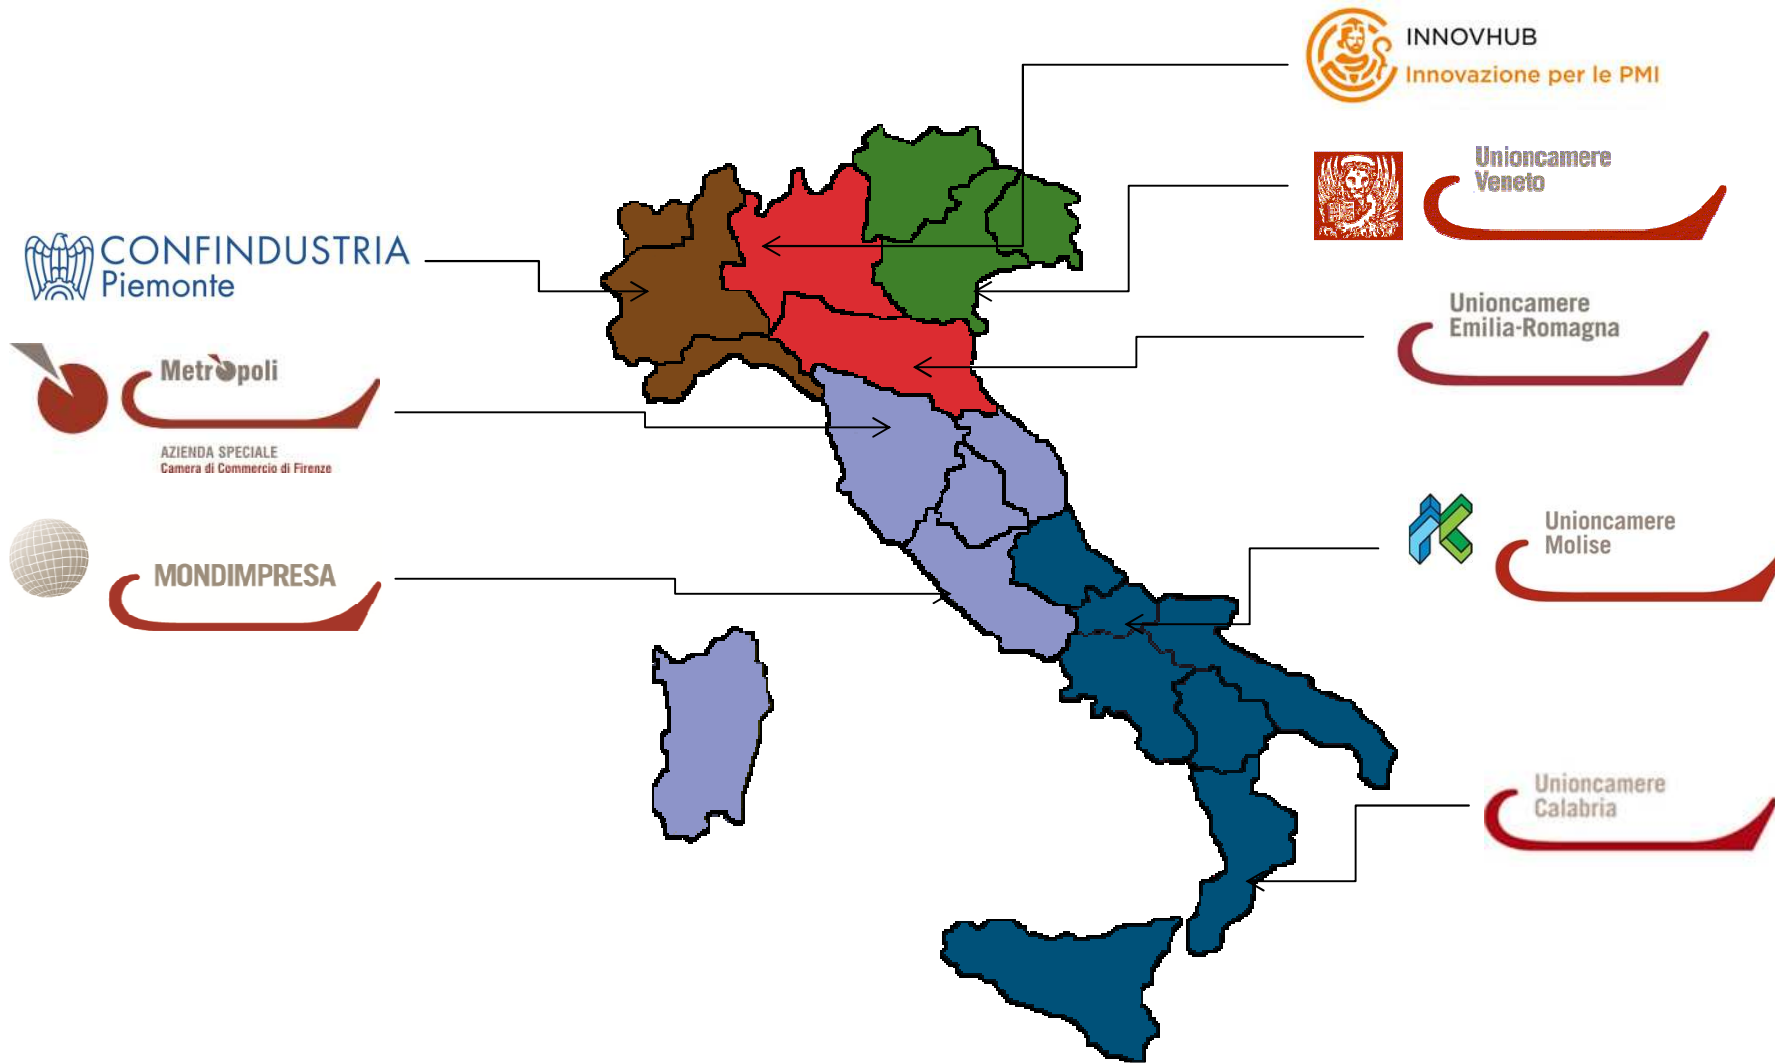 INNOVHUB
Innovazione per le PMI
Unioncamere
Veneto
CONFINDUSTRIA
Piemonte
Unioncamere
Emilia-Romagna
Metropoli
AZIENDA SPECIALE
Camera di Commercio di Firenze
Unioncamere
Molise
MONDIMPRESA
Unioncamere
Calabria